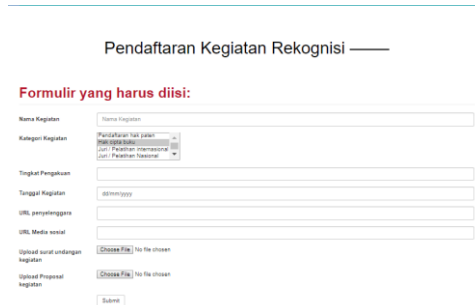 Pendaftaran Kegiatan Rekognisi ——
Formulir yang harus diisi:
Nama Kegiatan
Nama Kegiatan
Kategori Kegiatan
Pendaftaran hak paten
Hak cipta buku
Juri / Pelatihan internasional
Juri / Pelatihan Nasional
Tingkat Pengakuan
Tanggal Kegiatan
dd/mm/yyyy
URL penyelenggara
URL Media sosial
Upload surat undangan kegiatan
Choose File No file chosen
Upload Proposal kegiatan
Choose File No file chosen
Submit